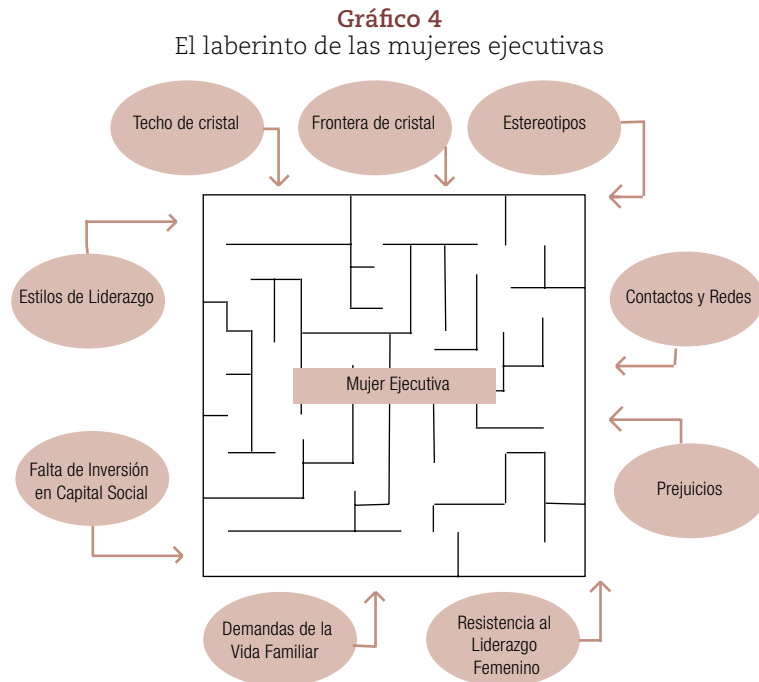 Gráfico 4
El laberinto de las mujeres ejecutivas
Techo de cristal
Frontera de cristal
Estereotipos
Estilos de Liderazgo
Contactos y Redes
Mujer Ejecutiva
Falta de Inversión
en Capital Social
Prejuicios
Demandas de la
Vida Familiar
Resistencia al
Liderazgo
Femenino